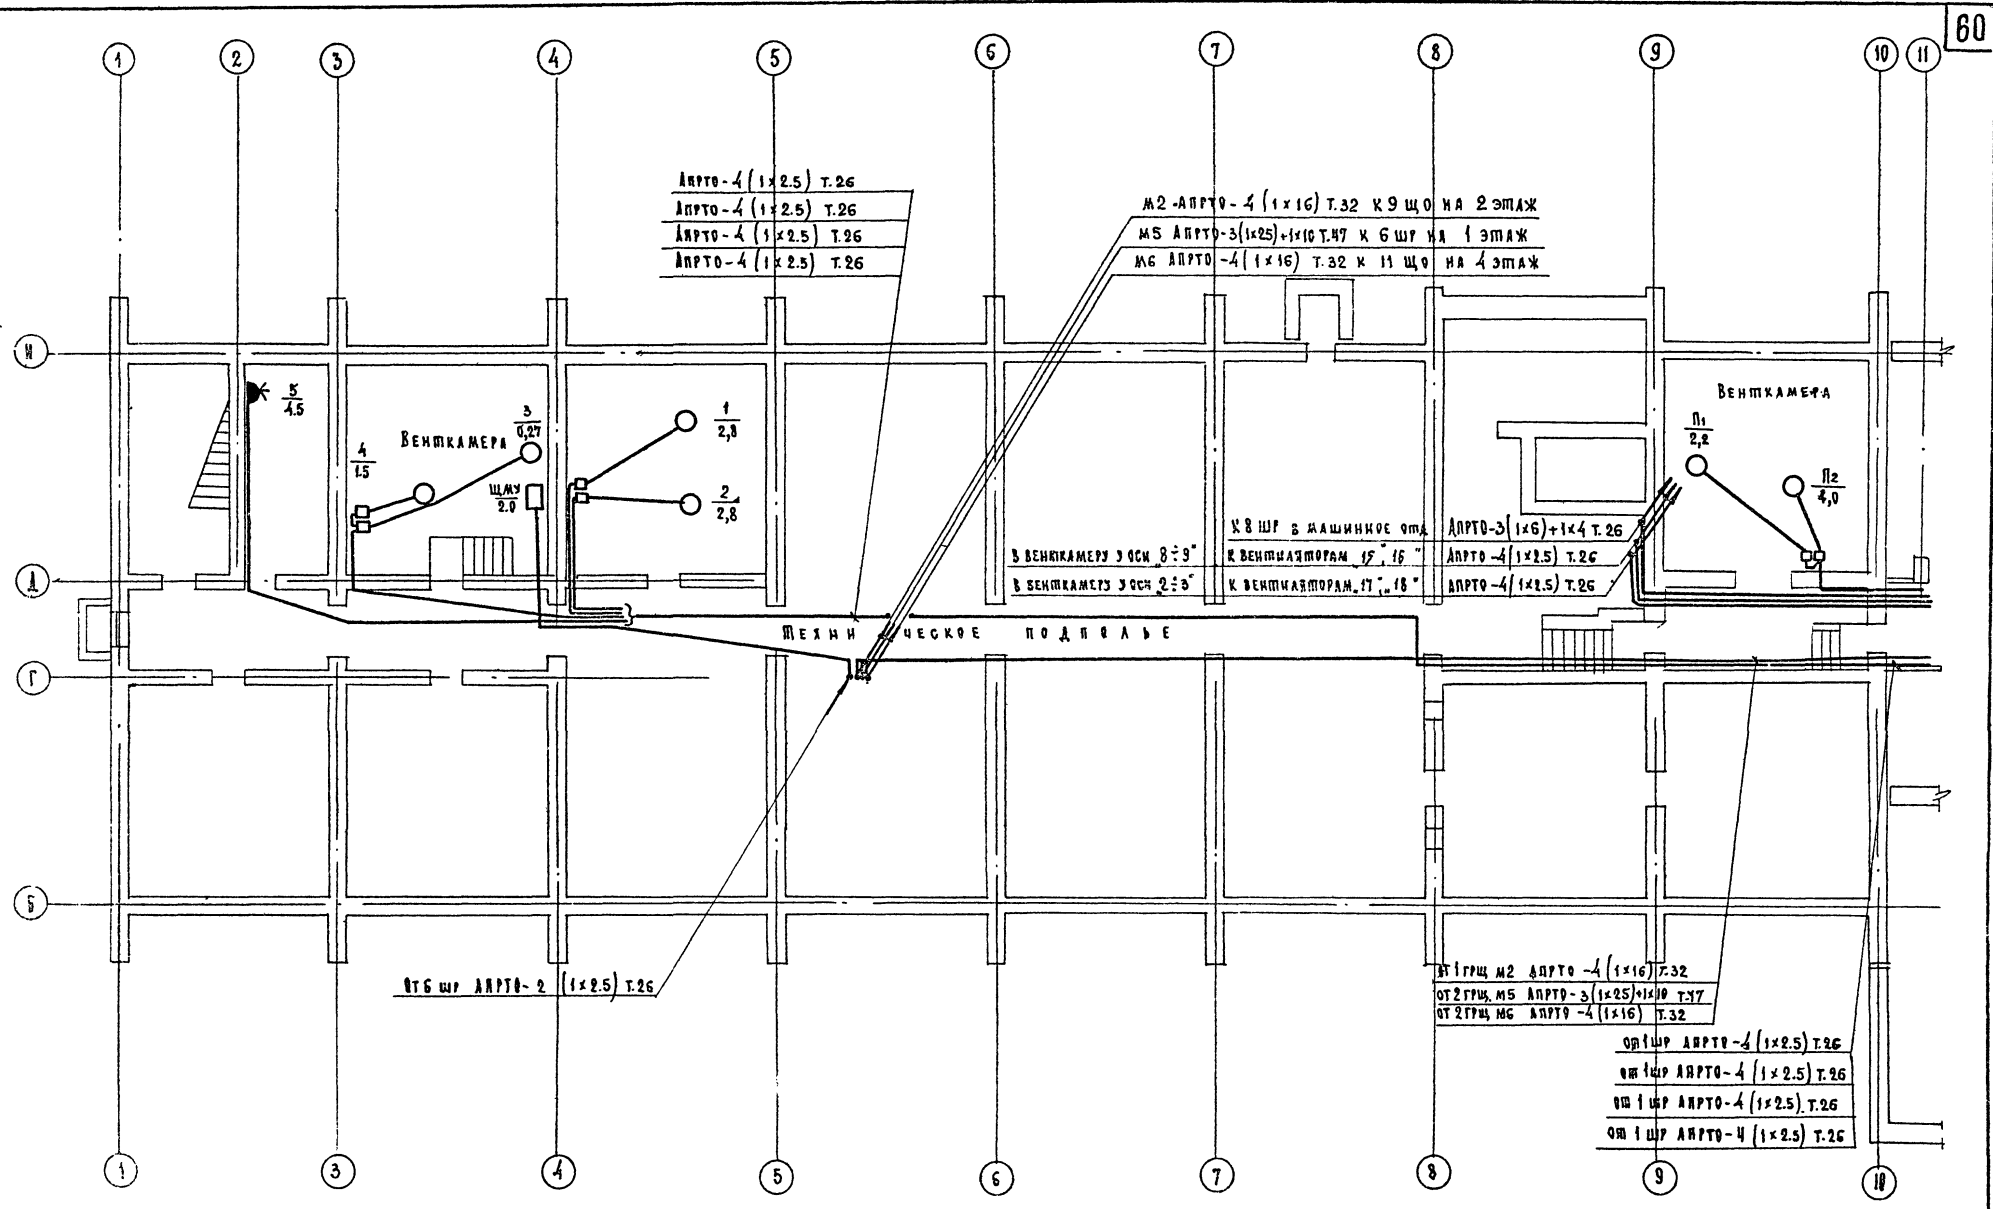 60
1 2 3 4 5 6 7 8 9 10 11
АПРТО-4 (1×2.5) Т.26
АПРТО-4 (1×2.5) Т.26
АПРТО-4 (1×2.5) Т.26
АПРТО-4 (1×2.5) Т.26
М2-АПРТО-4 (1×16) Т.32 К 9 ЩО НА 2 ЭТАЖ
М5 АПРТО-3(1×25)+1×10 Т.47 К 6 ШР НА 1 ЭТАЖ
М6 АПРТО-4(1×16) Т.32 К 11 ЩО НА 4 ЭТАЖ
И
5
4.5
4
1.5
ВЕНТКАМЕРА
3
0,27
ЩМУ
2.0
1
2,8
2
2,8
ВЕНТКАМЕРА
П1
2,2
П2
4,0
К 8 ШР В МАШИННОЕ ОТД АПРТО-3(1×6)+1×4 Т.26
В ВЕНТКАМЕРУ У ОСИ „8÷9" К ВЕНТИЛЯТОРАМ „15", 16" АПРТО-4(1×2.5) Т.26
В ВЕНТКАМЕРУ У ОСИ „2÷3" К ВЕНТИЛЯТОРАМ „17", „18" АПРТО-4(1×2.5) Т.26
Д
ТЕХНИЧЕСКОЕ ПОДПОЛЬЕ
Г
Б
ОТ 6 ШР АПРТО-2 (1×2.5) Т.26
ОТ 1 ГРЩ М2 АПРТО-4 (1×16) Т.32
ОТ 2 ГРЩ М5 АПРТО-3(1×25)+1×10 Т.47
ОТ 2 ГРЩ М6 АПРТО-4(1×16) Т.32
ОТ 1 ШР АПРТО-4 (1×2.5) Т.26
ОТ 1 ШР АПРТО-4 (1×2.5) Т.26
ОТ 1 ШР АПРТО-4 (1×2.5) Т.26
ОТ 1 ШР АПРТО-4 (1×2.5) Т.26
1 3 4 5 6 7 8 9 10